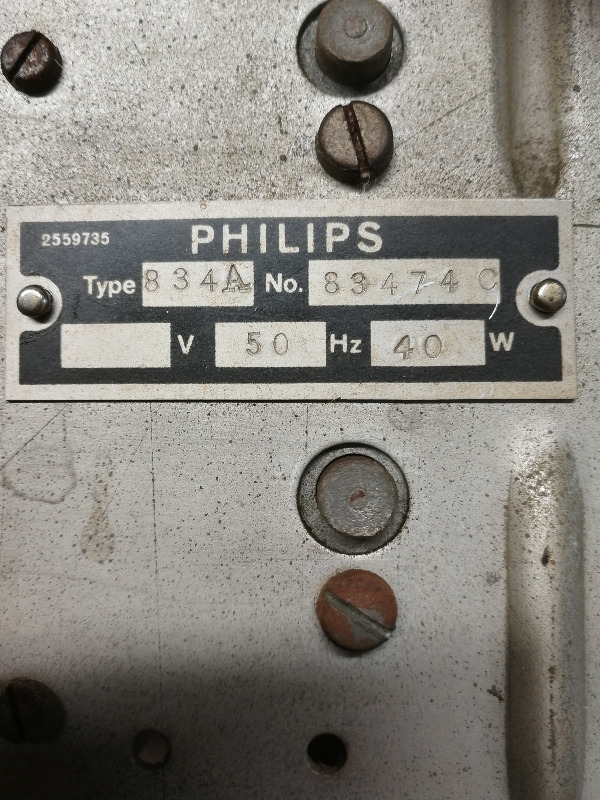 2559735 PHILIPS
Type 834A No. 83474C
V 50 Hz 40 W